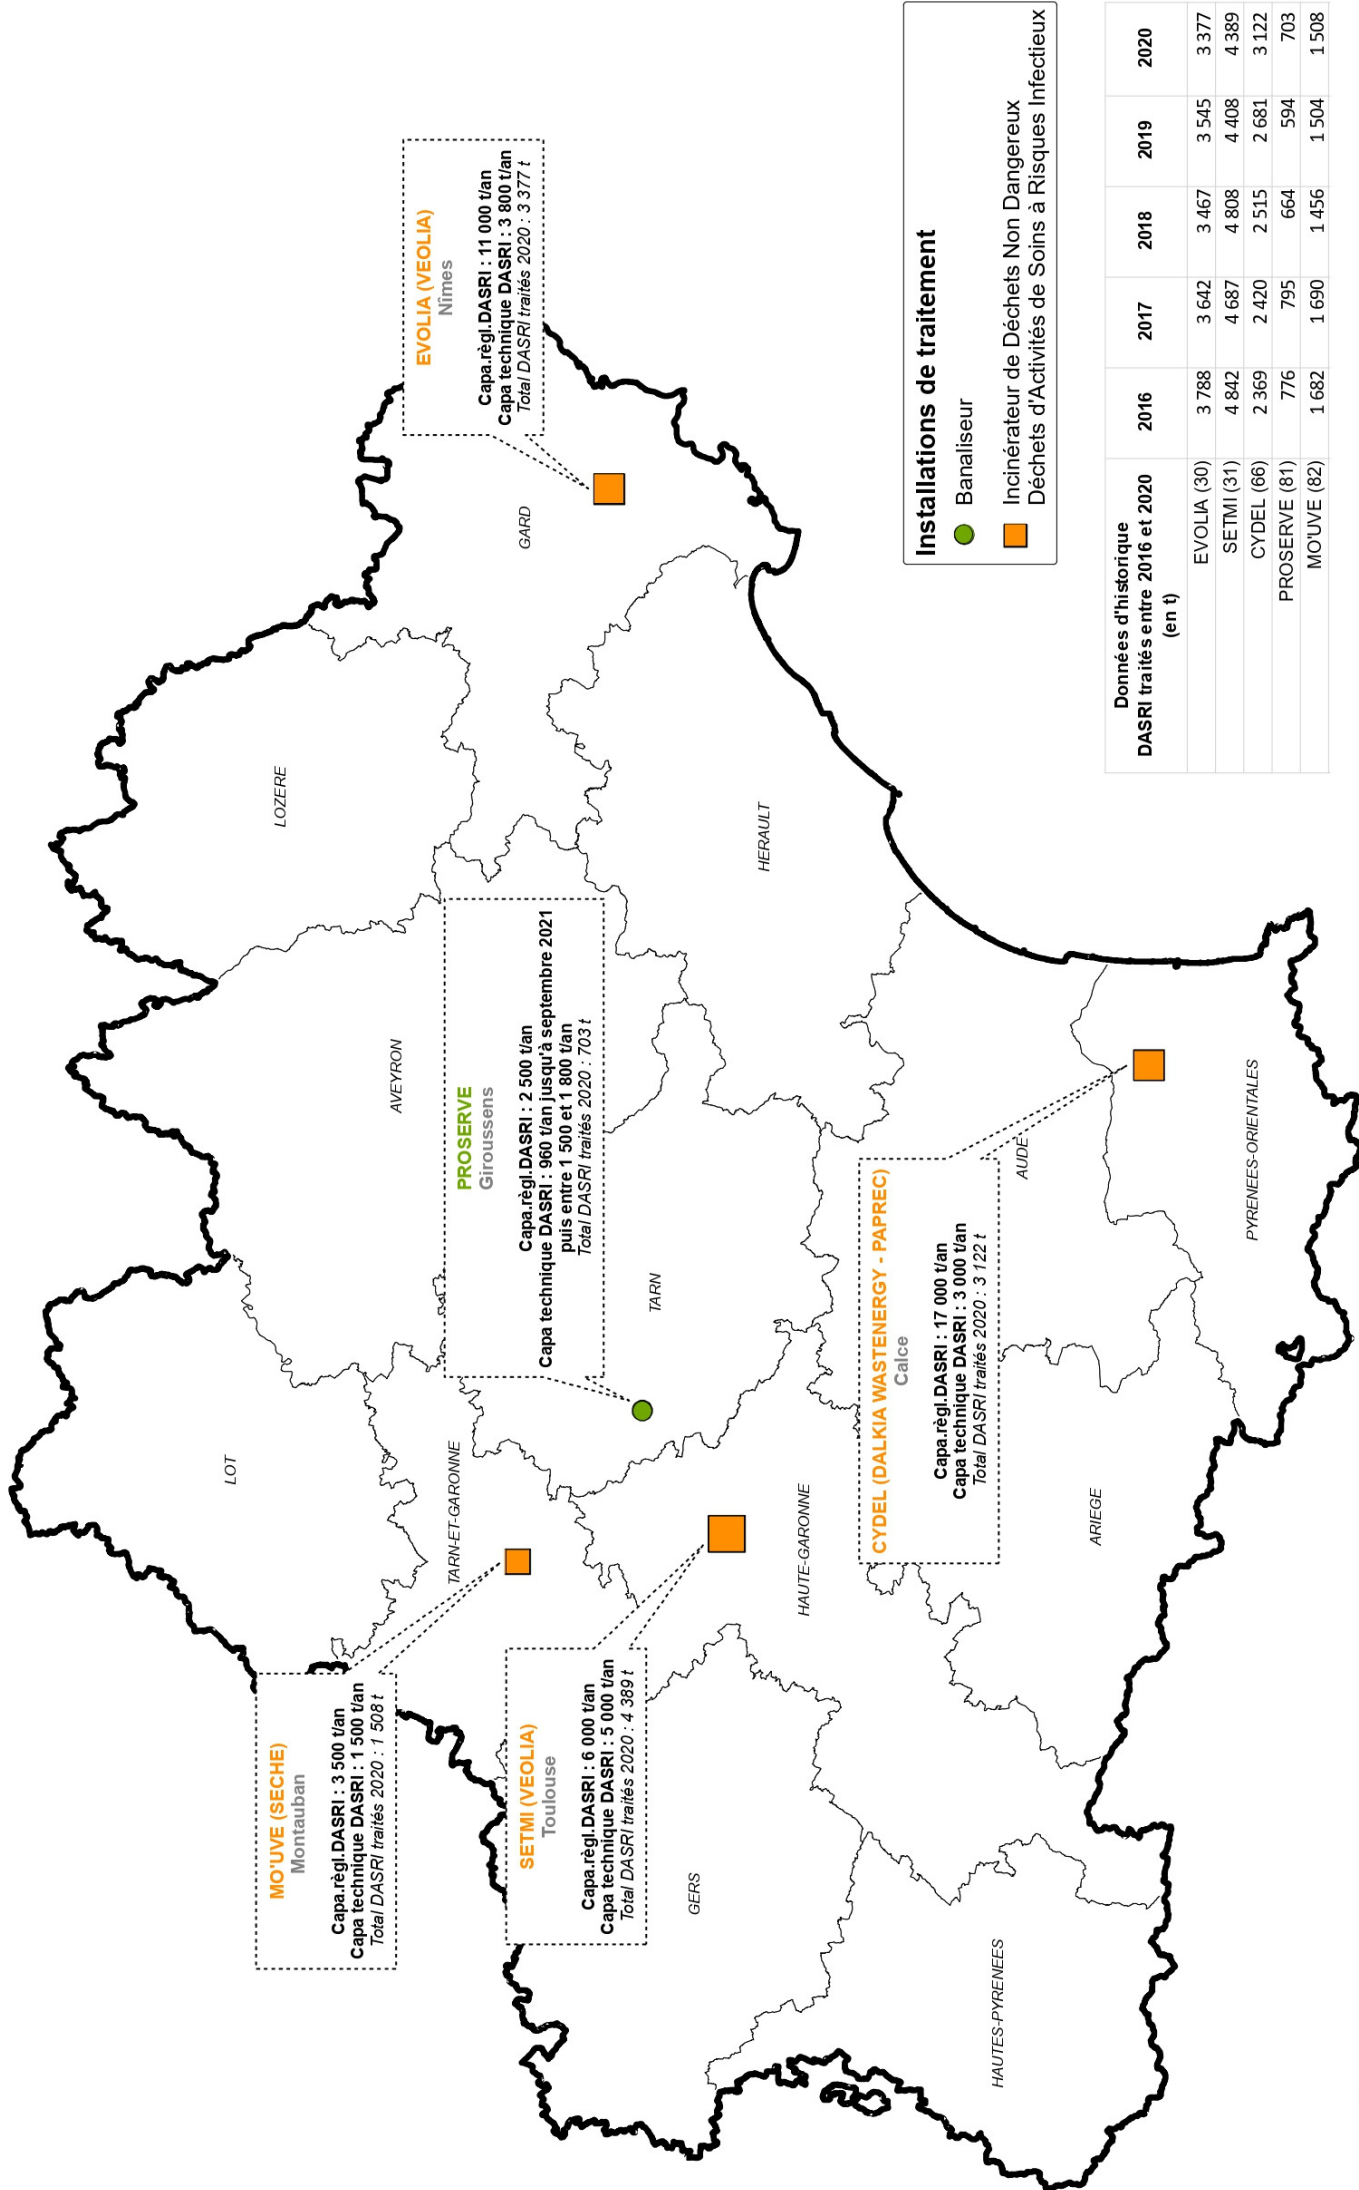 LOT
LOZERE
AVEYRON
TARN-ET-GARONNE
GARD
TARN
GERS
HERAULT
HAUTE-GARONNE
AUDE
ARIEGE
HAUTES-PYRENEES
PYRENEES-ORIENTALES
MO'UVE (SECHE)
Montauban
Capa.règl.DASRI : 3 500 t/an
Capa technique DASRI : 1 500 t/an
Total DASRI traités 2020 : 1 508 t
SETMI (VEOLIA)
Toulouse
Capa.règl.DASRI : 6 000 t/an
Capa technique DASRI : 5 000 t/an
Total DASRI traités 2020 : 4 389 t
PROSERVE
Giroussens
Capa.règl.DASRI : 2 500 t/an
Capa technique DASRI : 960 t/an jusqu'à septembre 2021
puis entre 1 500 et 1 800 t/an
Total DASRI traités 2020 : 703 t
EVOLIA (VEOLIA)
Nîmes
Capa.règl.DASRI : 11 000 t/an
Capa technique DASRI : 3 800 t/an
Total DASRI traités 2020 : 3 377 t
CYDEL (DALKIA WASTENERGY - PAPREC)
Calce
Capa.règl.DASRI : 17 000 t/an
Capa technique DASRI : 3 000 t/an
Total DASRI traités 2020 : 3 122 t
Installations de traitement
Banaliseur
Incinérateur de Déchets Non Dangereux
Déchets d'Activités de Soins à Risques Infectieux
Données d'historique
DASRI traités entre 2016 et 2020
(en t)
2016 2017 2018 2019 2020
EVOLIA (30) 3 788 3 642 3 467 3 545 3 377
SETMI (31) 4 842 4 687 4 808 4 408 4 389
CYDEL (66) 2 369 2 420 2 515 2 681 3 122
PROSERVE (81) 776 795 664 594 703
MO'UVE (82) 1 682 1 690 1 456 1 504 1 508